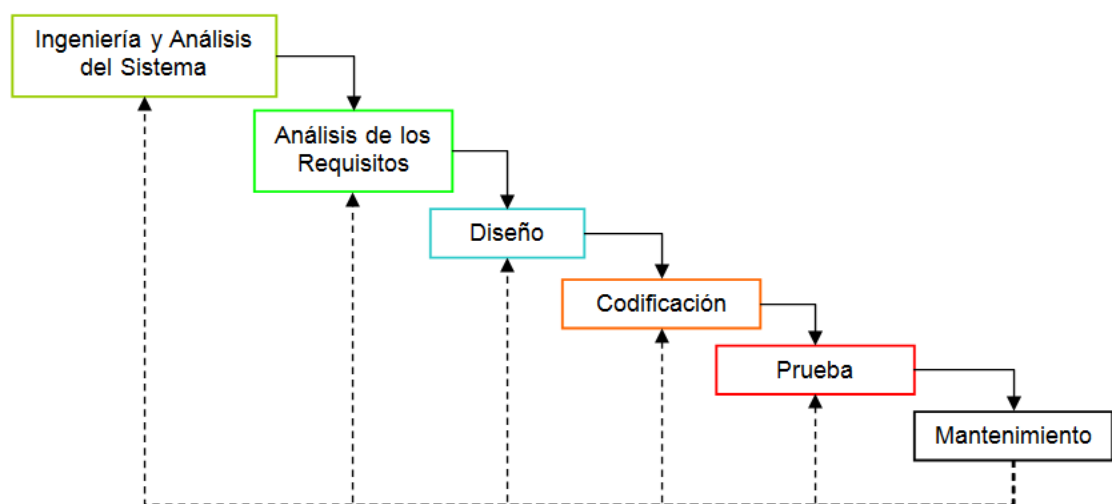 Ingeniería y Análisis
del Sistema
Análisis de los
Requisitos
Diseño
Codificación
Prueba
Mantenimiento